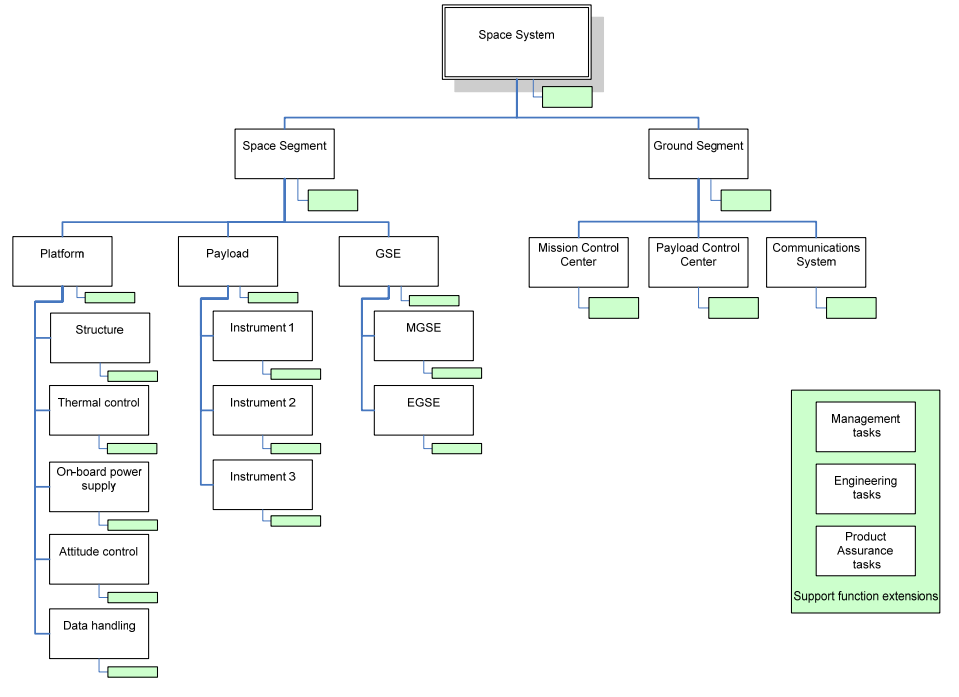 Space System
Space Segment
Ground Segment
Platform
Payload
GSE
Mission Control
Center
Payload Control
Center
Communications
System
Structure
Thermal control
On-board power
supply
Attitude control
Data handling
Instrument 1
Instrument 2
Instrument 3
MGSE
EGSE
Management
tasks
Engineering
tasks
Product
Assurance
tasks
Support function extensions